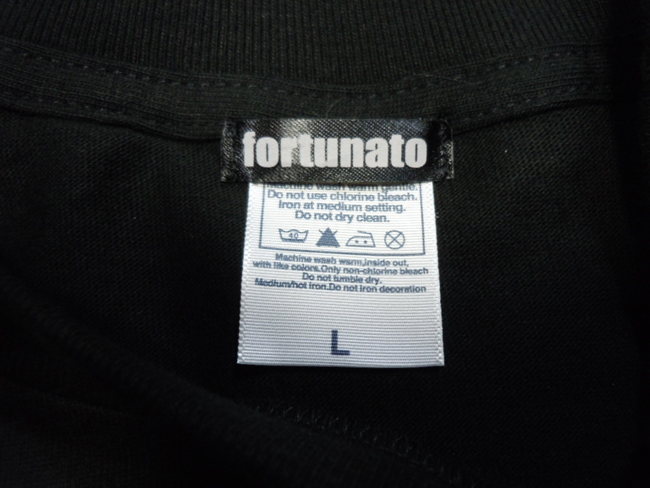 fortunato
Machine wash warm gentle.
Do not use chlorine bleach.
Iron at medium setting.
Do not dry clean.
40
Machine wash warm,inside out,
with like colors.Only non-chlorine bleach
Do not tumble dry.
Medium/hot iron.Do not iron decoration
L